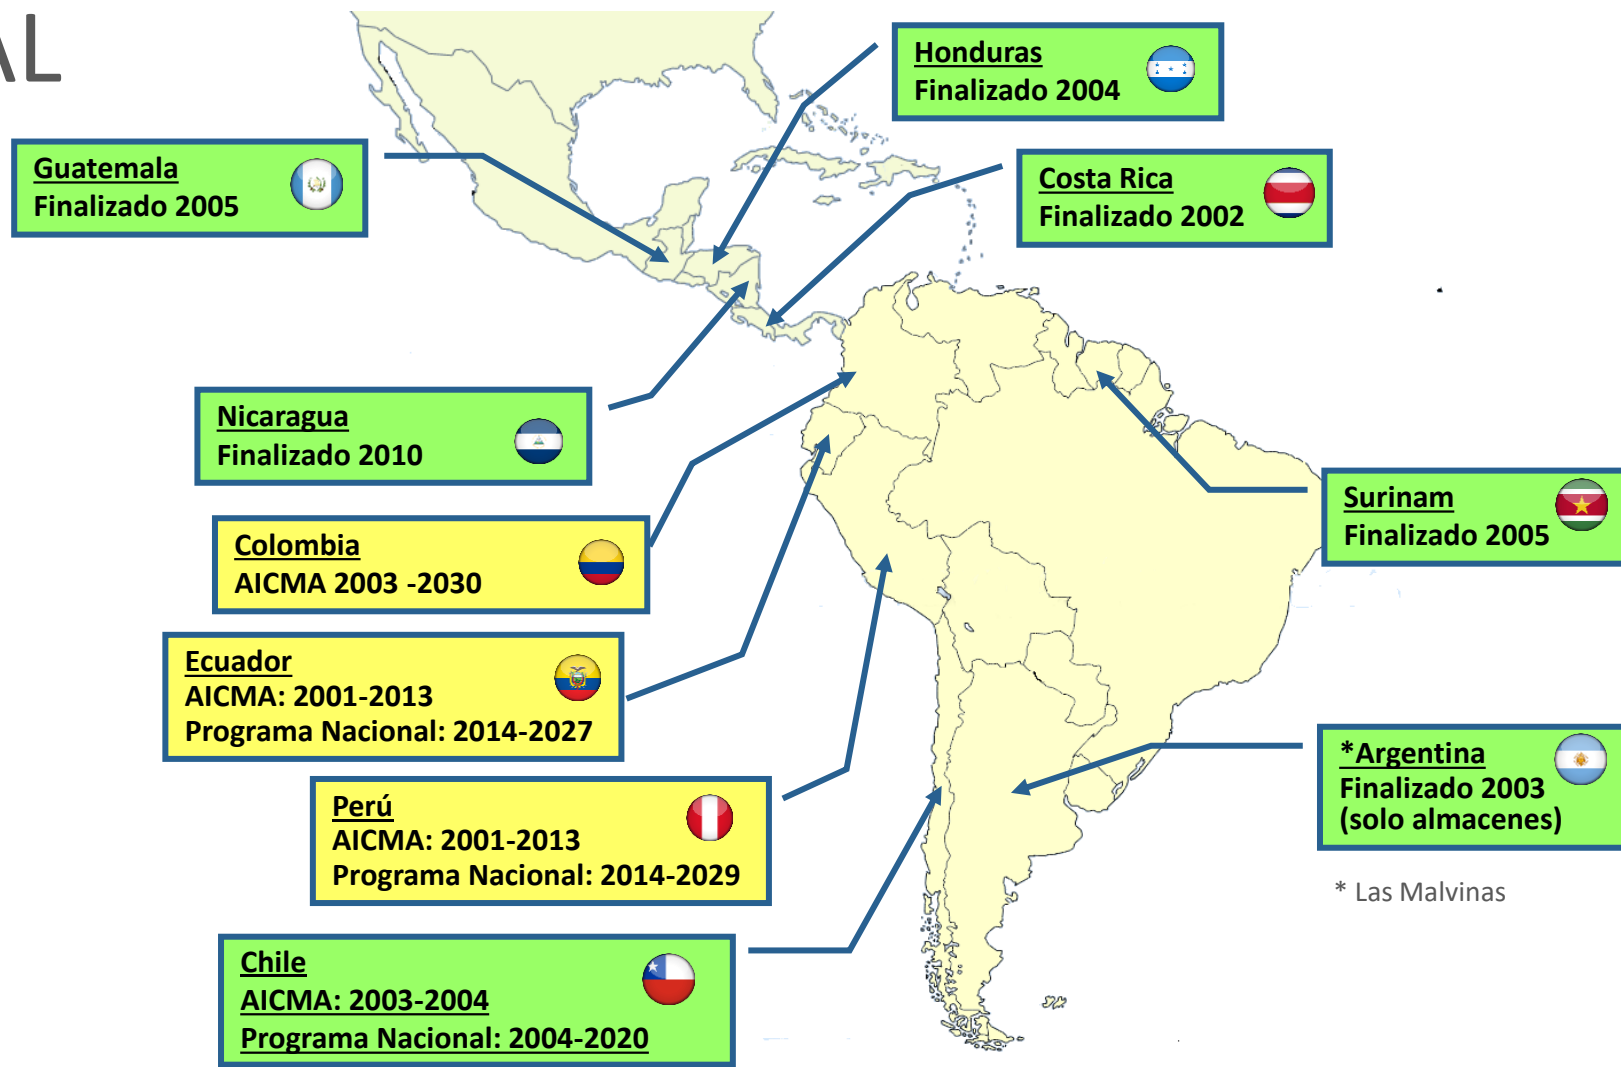 AL
Honduras
Finalizado 2004
Guatemala
Finalizado 2005
Costa Rica
Finalizado 2002
Nicaragua
Finalizado 2010
Surinam
Finalizado 2005
Colombia
AICMA 2003 -2030
Ecuador
AICMA: 2001-2013
Programa Nacional: 2014-2027
*Argentina
Finalizado 2003
(solo almacenes)
Perú
AICMA: 2001-2013
Programa Nacional: 2014-2029
* Las Malvinas
Chile
AICMA: 2003-2004
Programa Nacional: 2004-2020